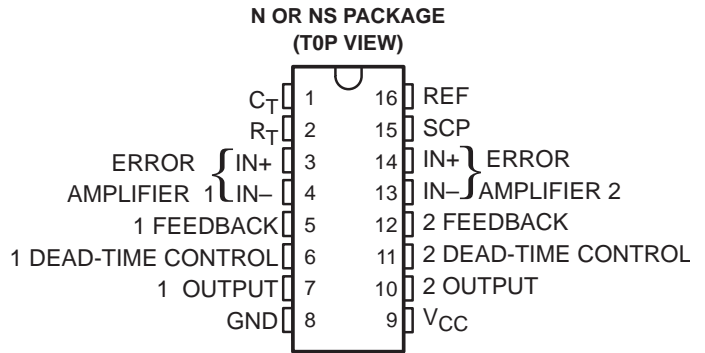 N OR NS PACKAGE
(T0P VIEW)
CT 1 16 REF
RT 2 15 SCP
ERROR IN+ 3 14 IN+ ERROR
AMPLIFIER 1 IN– 4 13 IN– AMPLIFIER 2
1 FEEDBACK 5 12 2 FEEDBACK
1 DEAD-TIME CONTROL 6 11 2 DEAD-TIME CONTROL
1 OUTPUT 7 10 2 OUTPUT
GND 8 9 VCC